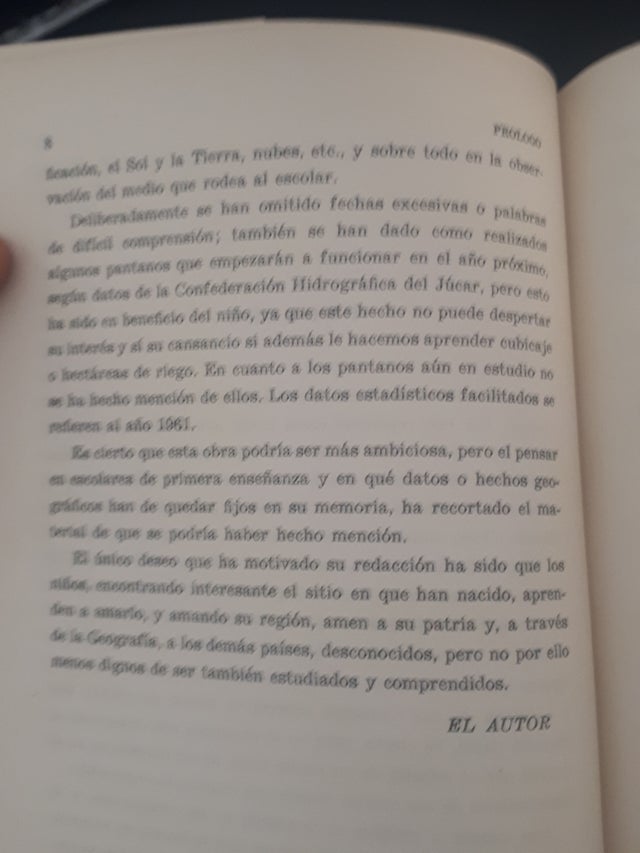 8
PROLOGO
ficación, el Sol y la Tierra, nubes, etc., y sobre todo en la obser-
vación del medio que rodea al escolar.
Deliberadamente se han omitido fechas excesivas o palabras
de difícil comprensión; también se han dado como realizados
algunos pantanos que empezarán a funcionar en el año próximo,
según datos de la Confederación Hidrográfica del Júcar, pero esto
ha sido en beneficio del niño, ya que este hecho no puede despertar
su interés y sí su cansancio si además le hacemos aprender cubicaje
o hectáreas de riego. En cuanto a los pantanos aún en estudio no
se ha hecho mención de ellos. Los datos estadísticos facilitados se
refieren al año 1961.
Es cierto que esta obra podría ser más ambiciosa, pero el pensar
en escolares de primera enseñanza y en qué datos o hechos geo-
gráficos han de quedar fijos en su memoria, ha recortado el ma-
terial de que se podría haber hecho mención.
El único deseo que ha motivado su redacción ha sido que los
niños, encontrando interesante el sitio en que han nacido, apren-
den a amarlo, y amando su región, amen a su patria y, a través
de la Geografía, a los demás países, desconocidos, pero no por ello
menos dignos de ser también estudiados y comprendidos.
EL AUTOR